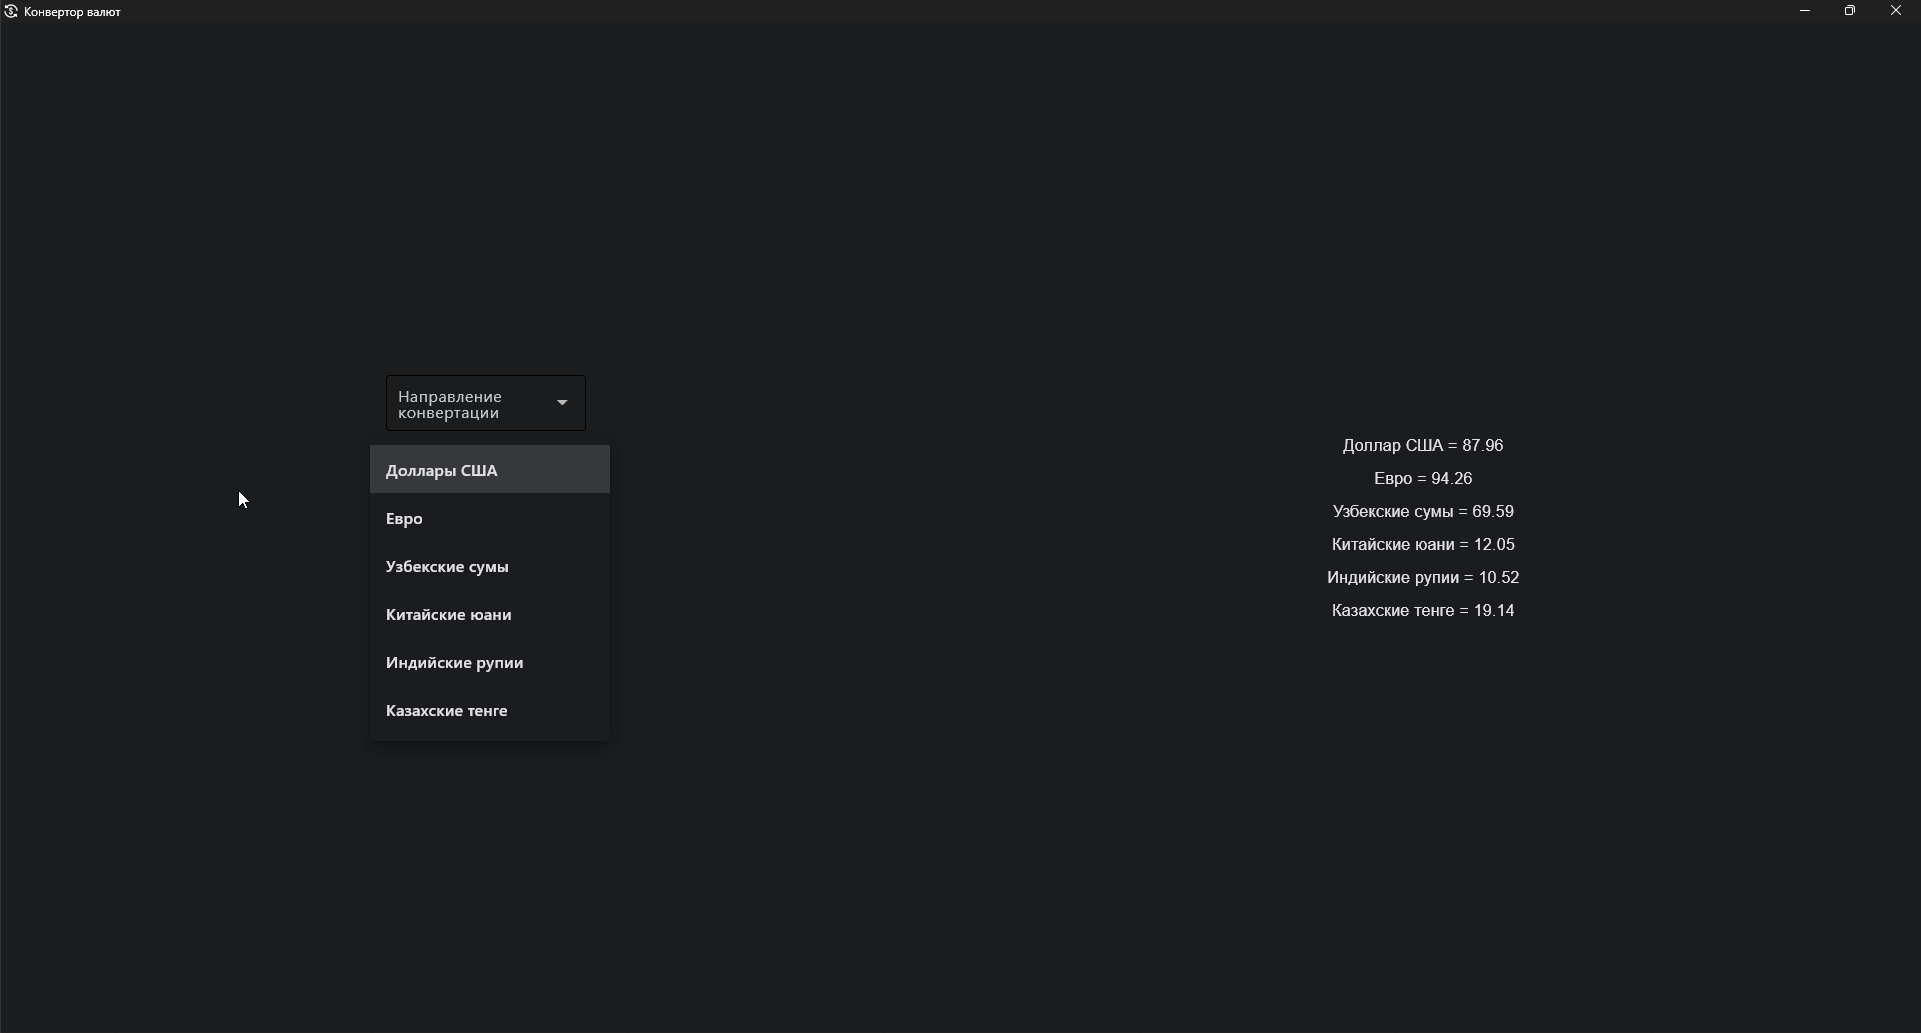 Конвертор валют
Направление
конвертации
Доллары США
Евро
Узбекские сумы
Китайские юани
Индийские рупии
Казахские тенге
Доллар США = 87.96
Евро = 94.26
Узбекские сумы = 69.59
Китайские юани = 12.05
Индийские рупии = 10.52
Казахские тенге = 19.14